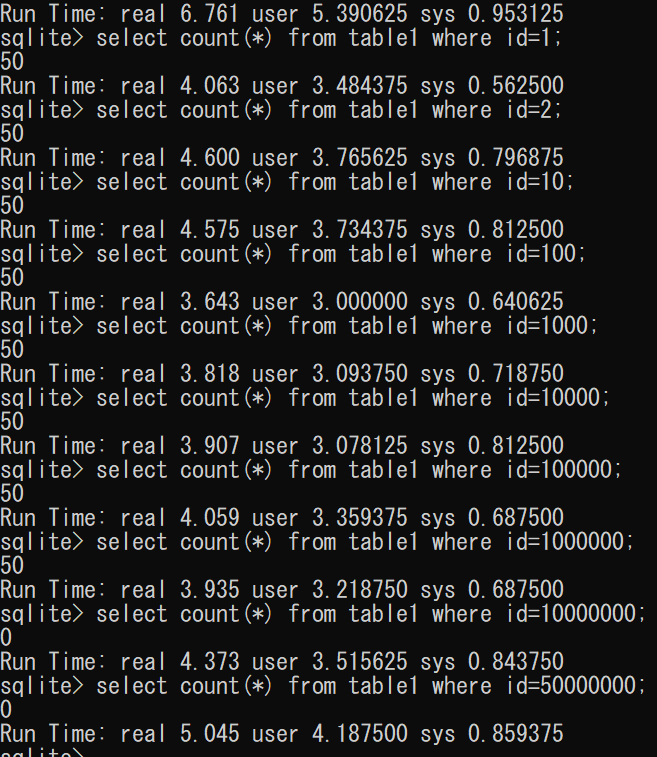 Run Time: real 6.761 user 5.390625 sys 0.953125
sqlite> select count(*) from table1 where id=1;
50
Run Time: real 4.063 user 3.484375 sys 0.562500
sqlite> select count(*) from table1 where id=2;
50
Run Time: real 4.600 user 3.765625 sys 0.796875
sqlite> select count(*) from table1 where id=10;
50
Run Time: real 4.575 user 3.734375 sys 0.812500
sqlite> select count(*) from table1 where id=100;
50
Run Time: real 3.643 user 3.000000 sys 0.640625
sqlite> select count(*) from table1 where id=1000;
50
Run Time: real 3.818 user 3.093750 sys 0.718750
sqlite> select count(*) from table1 where id=10000;
50
Run Time: real 3.907 user 3.078125 sys 0.812500
sqlite> select count(*) from table1 where id=100000;
50
Run Time: real 4.059 user 3.359375 sys 0.687500
sqlite> select count(*) from table1 where id=1000000;
50
Run Time: real 3.935 user 3.218750 sys 0.687500
sqlite> select count(*) from table1 where id=10000000;
0
Run Time: real 4.373 user 3.515625 sys 0.843750
sqlite> select count(*) from table1 where id=50000000;
0
Run Time: real 5.045 user 4.187500 sys 0.859375
sqlite>